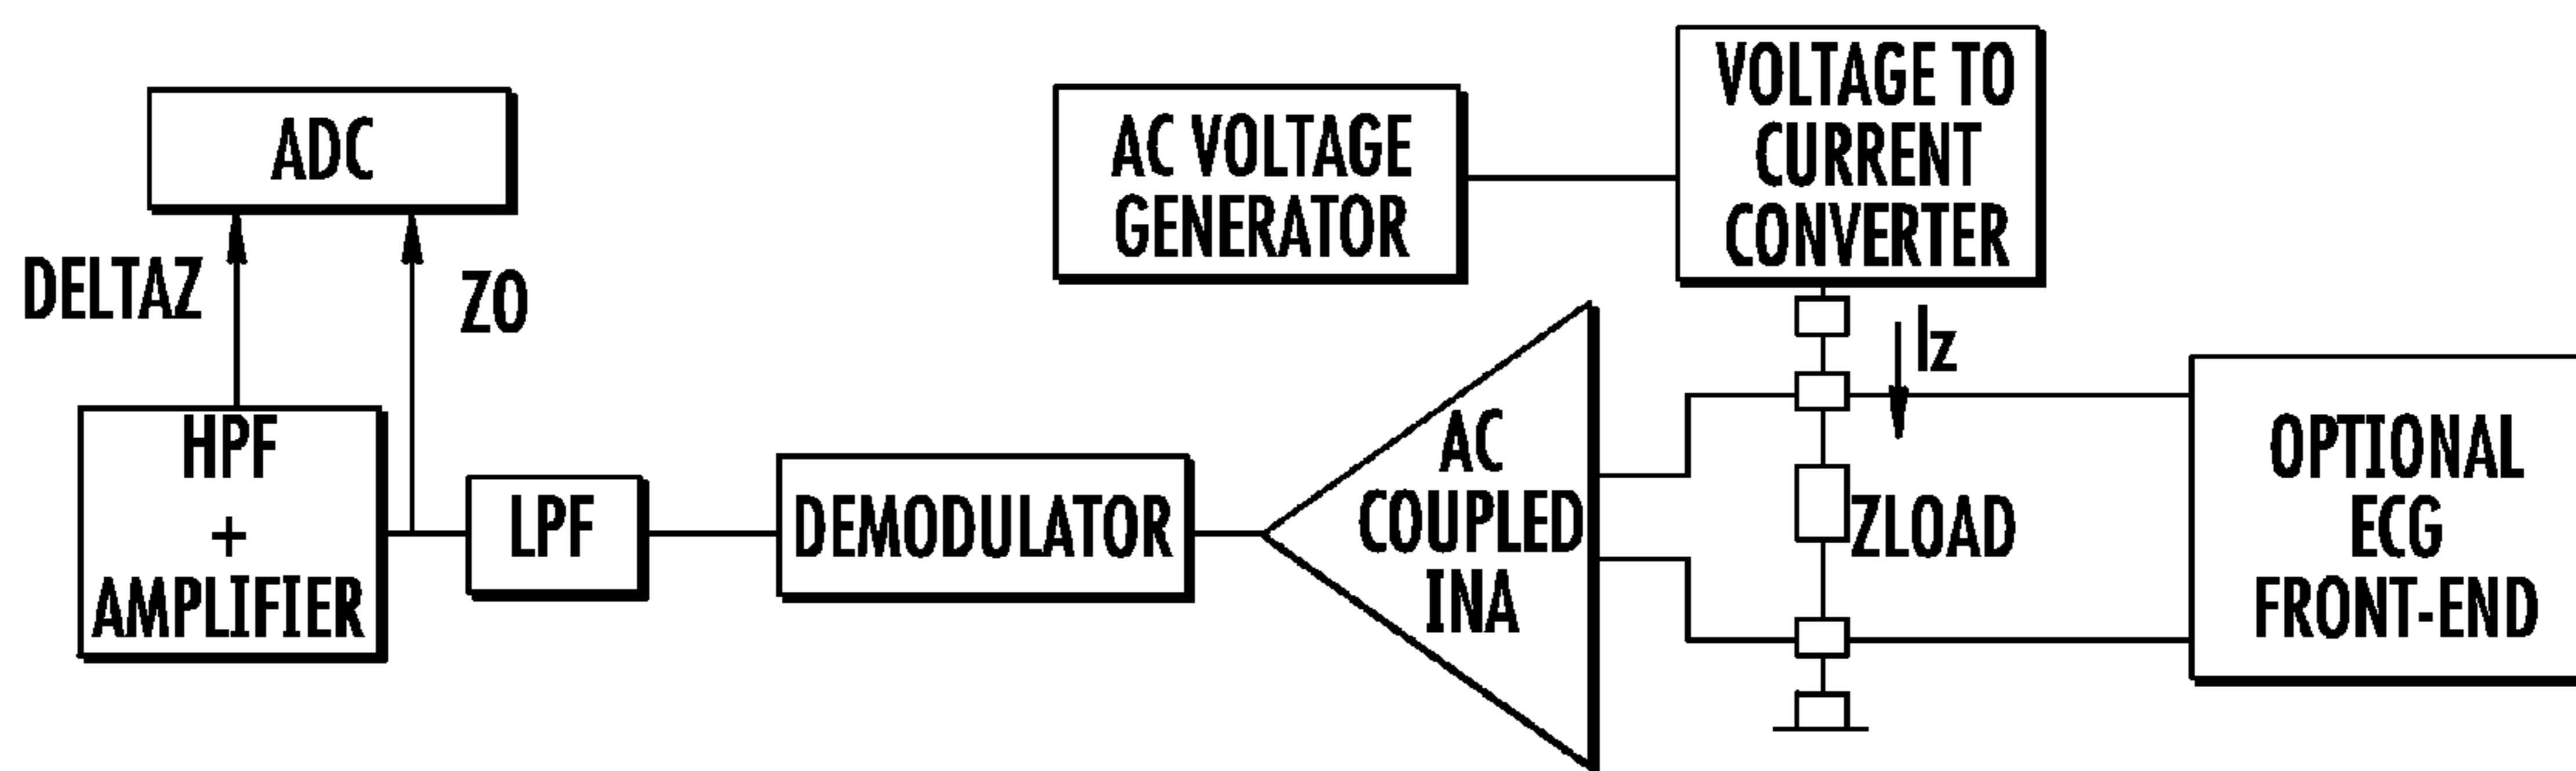 ADC
DELTAZ
ZO
HPF
+
AMPLIFIER
LPF
DEMODULATOR
AC
COUPLED
INA
AC VOLTAGE
GENERATOR
VOLTAGE TO
CURRENT
CONVERTER
Iz
ZLOAD
OPTIONAL
ECG
FRONT-END